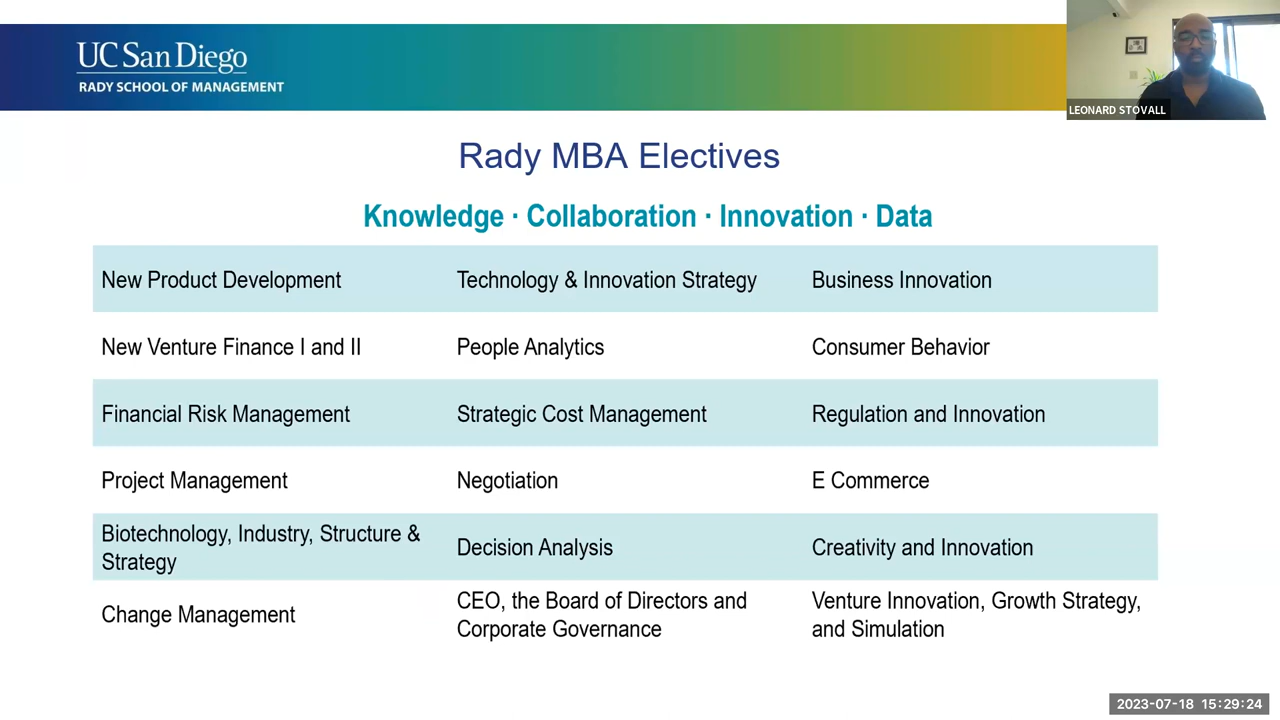 UC San Diego
RADY SCHOOL OF MANAGEMENT
LEONARD STOVALL
Rady MBA Electives
Knowledge · Collaboration · Innovation · Data
New Product Development
Technology & Innovation Strategy
Business Innovation
New Venture Finance I and II
People Analytics
Consumer Behavior
Financial Risk Management
Strategic Cost Management
Regulation and Innovation
Project Management
Negotiation
E Commerce
Biotechnology, Industry, Structure &
Strategy
Decision Analysis
Creativity and Innovation
Change Management
CEO, the Board of Directors and
Corporate Governance
Venture Innovation, Growth Strategy,
and Simulation
2023-07-18 15:29:24